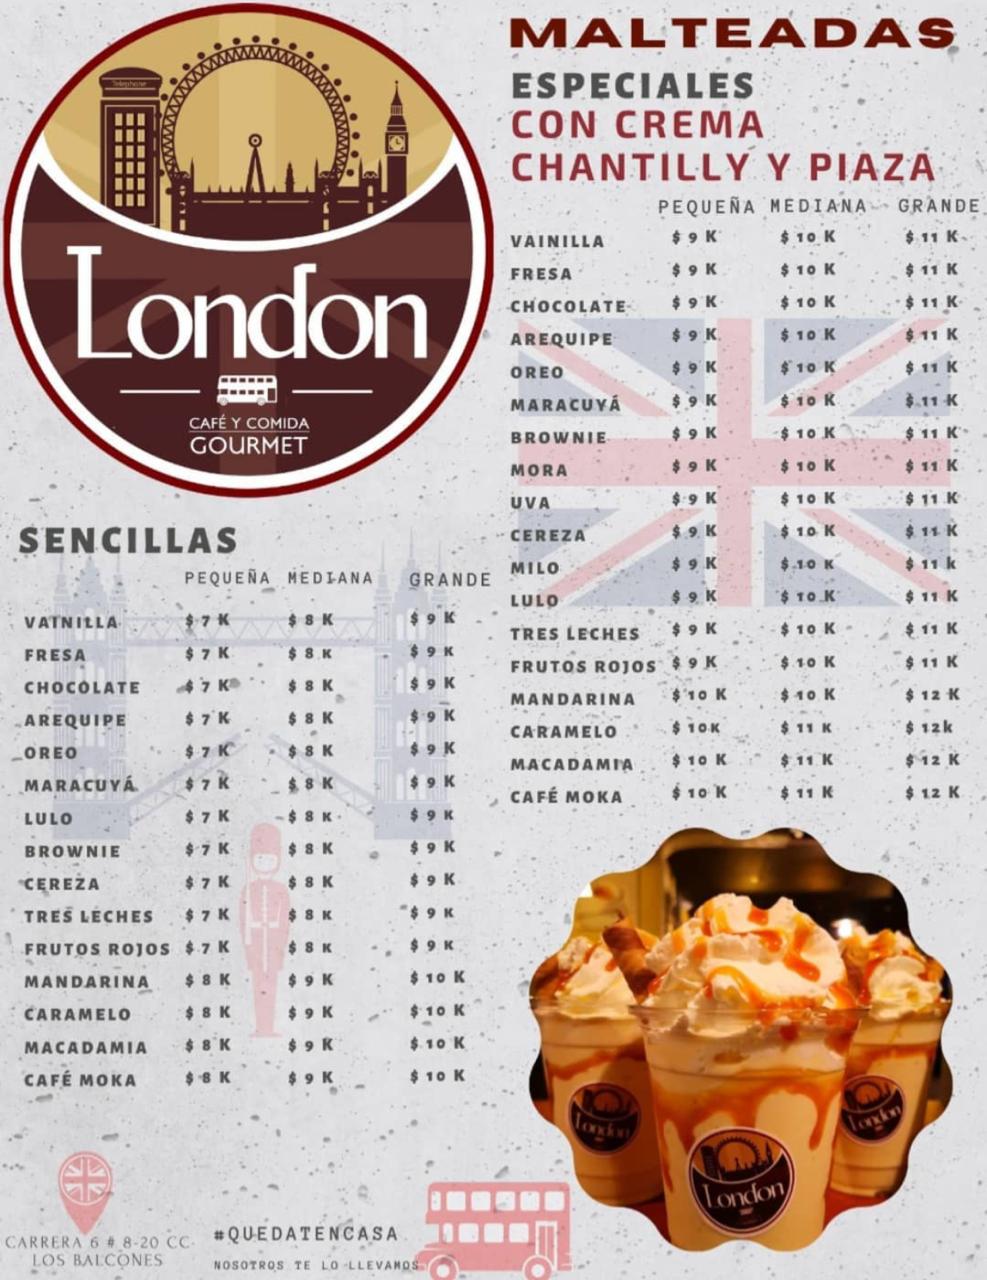 Telephone
London
CAFÉ Y COMIDA
GOURMET
MALTEADAS
ESPECIALES
CON CREMA
CHANTILLY Y PIAZA
PEQUEÑA MEDIANA GRANDE
VAINILLA $ 9 K $ 10 K $ 11 K
FRESA $ 9 K $ 10 K $ 11 K
CHOCOLATE $ 9 K $ 10 K $ 11 K
AREQUIPE $ 9 K $ 10 K $ 11 K
OREO $ 9 K $ 10 K $ 11 K
MARACUYÁ $ 9 K $ 10 K $ 11 K
BROWNIE $ 9 K $ 10 K $ 11 K
MORA $ 9 K $ 10 K $ 11 K
UVA $ 9 K $ 10 K $ 11 K
CEREZA $ 9 K $ 10 K $ 11 K
MILO $ 9 K $ 10 K $ 11 k
LULO $ 9 K $ 10 K $ 11 K
TRES LECHES $ 9 K $ 10 K $ 11 K
FRUTOS ROJOS $ 9 K $ 10 K $ 11 K
MANDARINA $ 10 K $ 10 K $ 12 K
CARAMELO $ 10K $ 11 K $ 12k
MACADAMIA $ 10 K $ 11 K $ 12 K
CAFÉ MOKA $ 10 K $ 11 K $ 12 K
SENCILLAS
PEQUEÑA MEDIANA GRANDE
VAINILLA $ 7 K $ 8 K $ 9 K
FRESA $ 7 K $ 8 K $ 9 K
CHOCOLATE $ 7 K $ 8 K $ 9 K
AREQUIPE $ 7 K $ 8 K $ 9 K
OREO $ 7 K $ 8 K $ 9 K
MARACUYÁ $ 7 K $ 8 K $ 9 K
LULO $ 7 K $ 8 K $ 9 K
BROWNIE $ 7 K $ 8 K $ 9 K
CEREZA $ 7 K $ 8 K $ 9 K
TRES LECHES $ 7 K $ 8 K $ 9 K
FRUTOS ROJOS $ 7 K $ 8 K $ 9 K
MANDARINA $ 8 K $ 9 K $ 10 K
CARAMELO $ 8 K $ 9 K $ 10 K
MACADAMIA $ 8 K $ 9 K $ 10 K
CAFÉ MOKA $ 8 K $ 9 K $ 10 K
London
London
London
CARRERA 6 # 8-20 CC
LOS BALCONES
#QUEDATENCASA
NOSOTROS TE LO LLEVAMOS